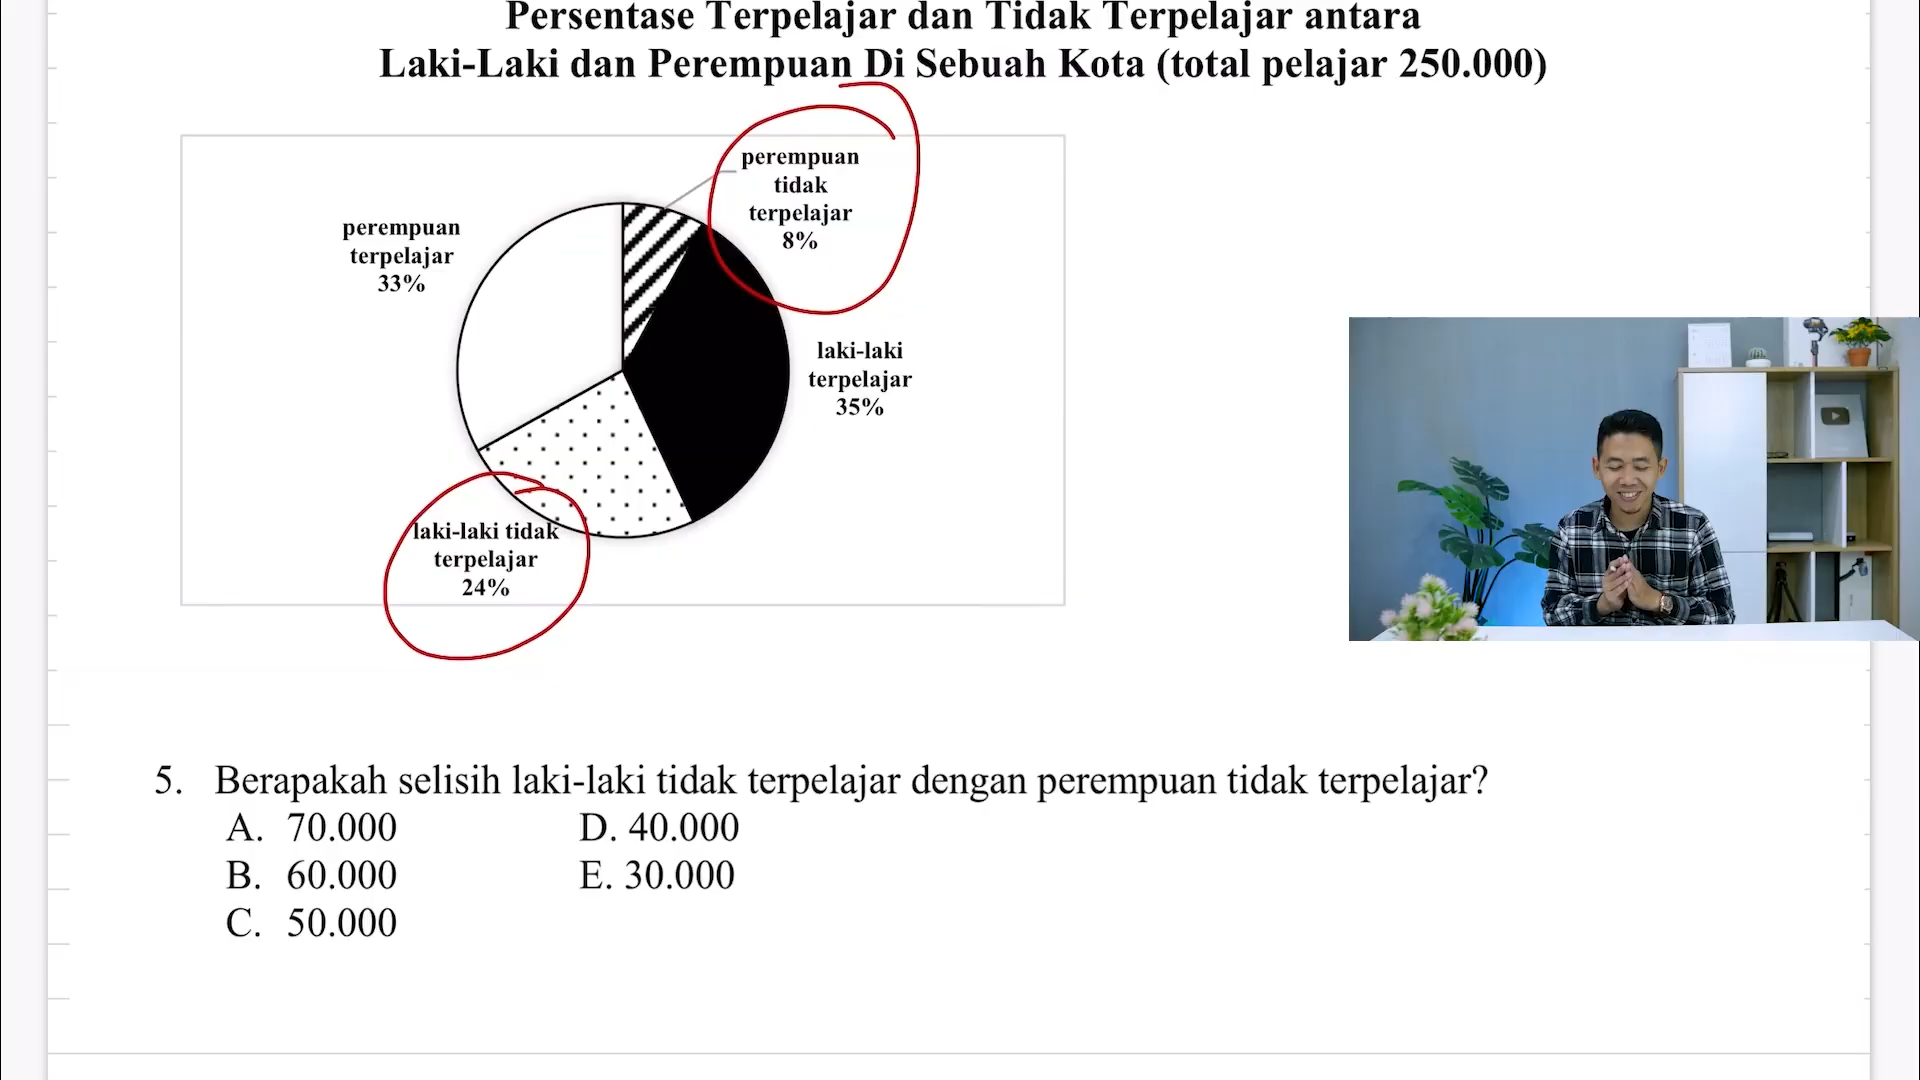 Persentase Terpelajar dan Tidak Terpelajar antara
Laki-Laki dan Perempuan Di Sebuah Kota (total pelajar 250.000)
perempuan
tidak
terpelajar
8%
perempuan
terpelajar
33%
laki-laki
terpelajar
35%
laki-laki tidak
terpelajar
24%
5. Berapakah selisih laki-laki tidak terpelajar dengan perempuan tidak terpelajar?
A. 70.000
B. 60.000
C. 50.000
D. 40.000
E. 30.000